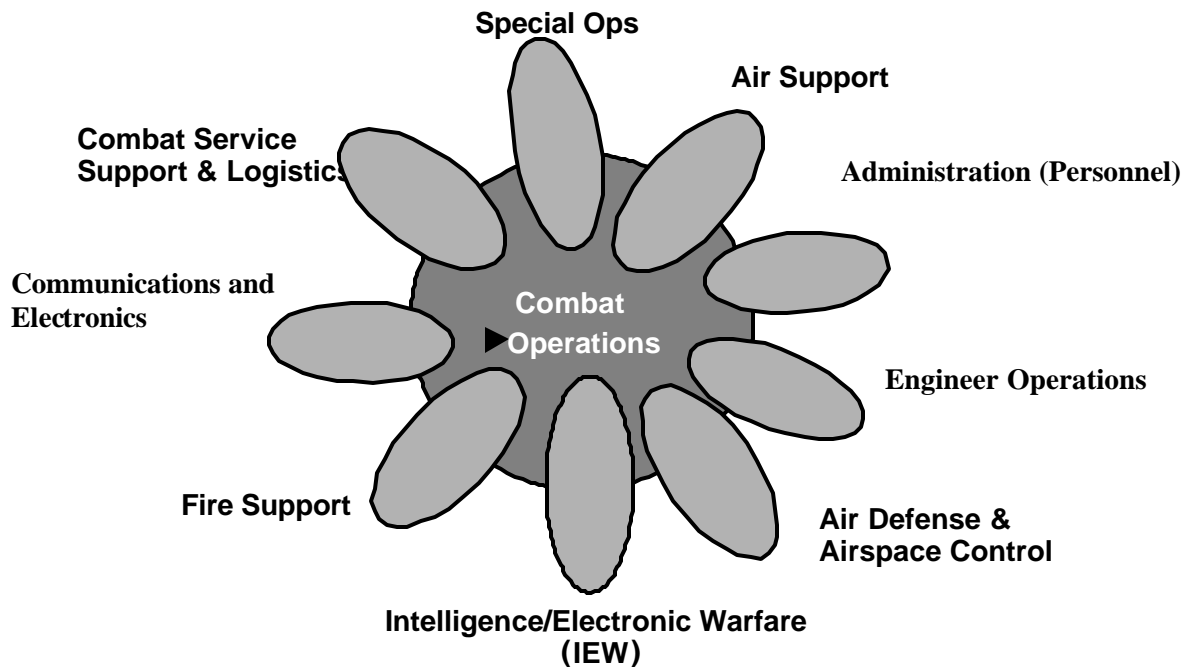 Special Ops
Air Support
Combat Service
Support & Logistics
Administration (Personnel)
Communications and
Electronics
Combat
Operations
Engineer Operations
Fire Support
Air Defense &
Airspace Control
Intelligence/Electronic Warfare
(IEW)